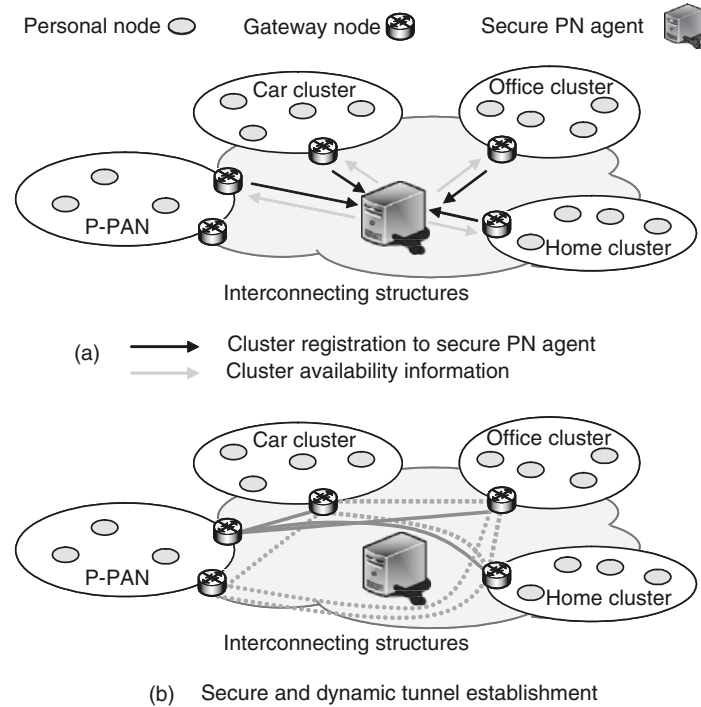 Personal node
Gateway node
Secure PN agent
Car cluster
Office cluster
P-PAN
Home cluster
Interconnecting structures
(a)
Cluster registration to secure PN agent
Cluster availability information
Car cluster
Office cluster
P-PAN
Home cluster
Interconnecting structures
(b) Secure and dynamic tunnel establishment